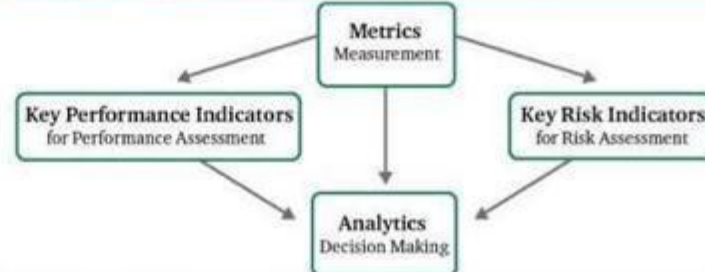 Metrics
Measurement
Key Performance Indicators
for Performance Assessment
Key Risk Indicators
for Risk Assessment
Analytics
Decision Making